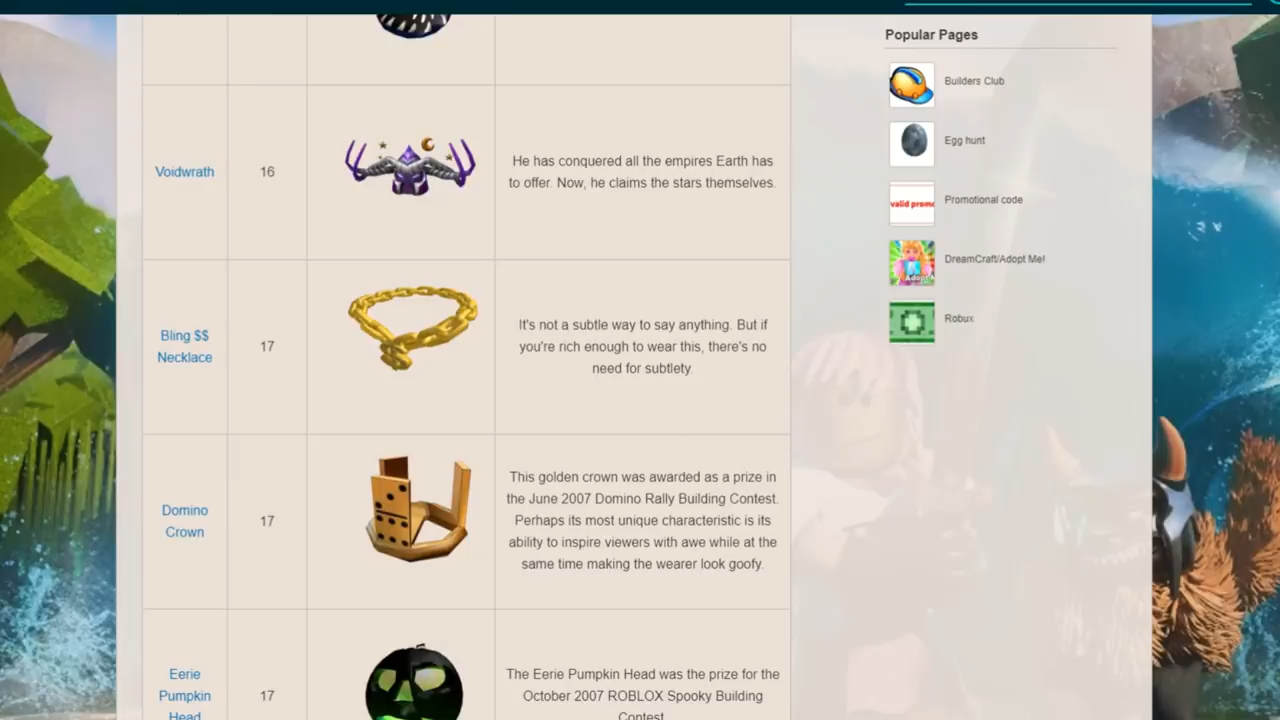 Popular Pages
Builders Club
Egg hunt
valid promo
Promotional code
Adopt
DreamCraft/Adopt Me!
Robux
Voidwrath
16
He has conquered all the empires Earth has
to offer. Now, he claims the stars themselves.
Bling $$
Necklace
17
It's not a subtle way to say anything. But if
you're rich enough to wear this, there's no
need for subtlety.
Domino
Crown
17
This golden crown was awarded as a prize in
the June 2007 Domino Rally Building Contest.
Perhaps its most unique characteristic is its
ability to inspire viewers with awe while at the
same time making the wearer look goofy.
Eerie
Pumpkin
Head
17
The Eerie Pumpkin Head was the prize for the
October 2007 ROBLOX Spooky Building
Contest.